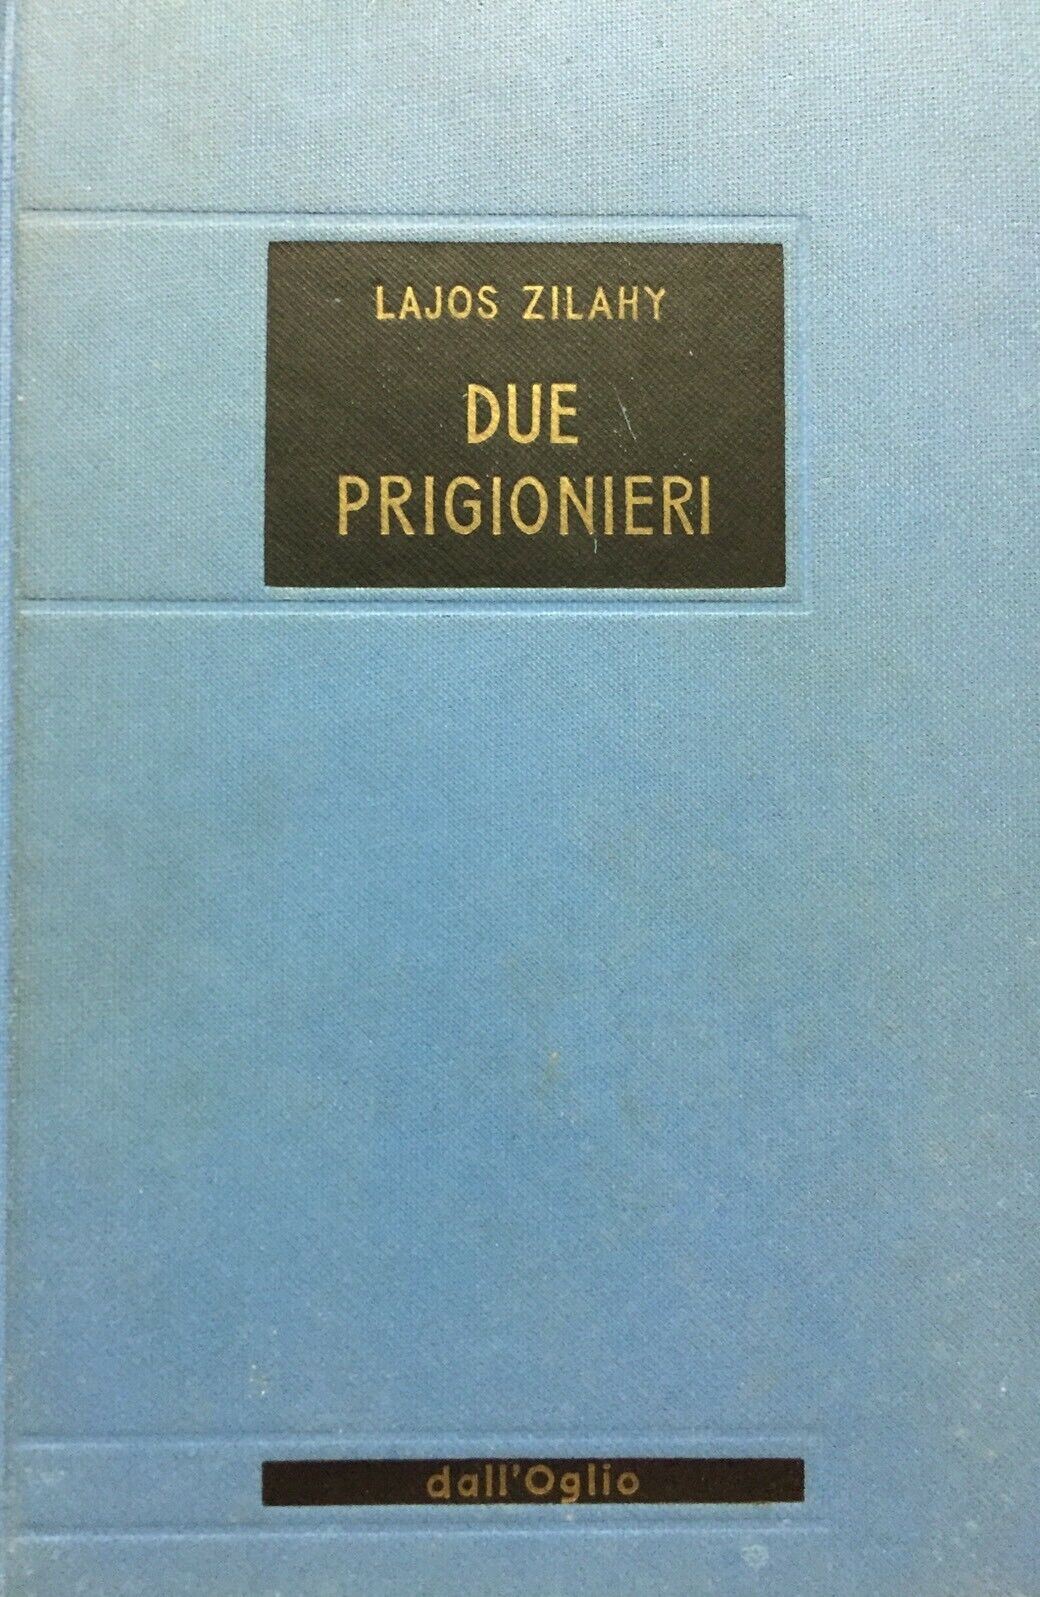 LAJOS ZILAHY
DUE
PRIGIONIERI
dall'Oglio